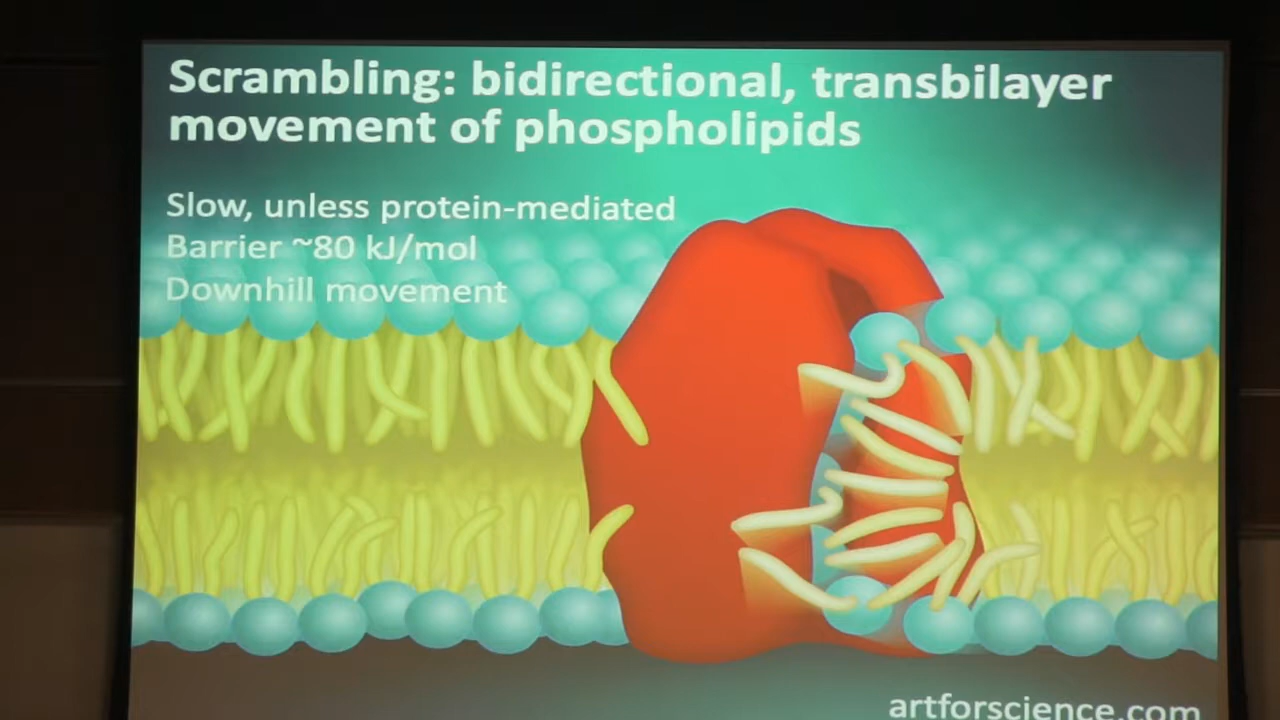 Scrambling: bidirectional, transbilayer
movement of phospholipids
Slow, unless protein-mediated
Barrier ~80 kJ/mol
Downhill movement
artforscience.com